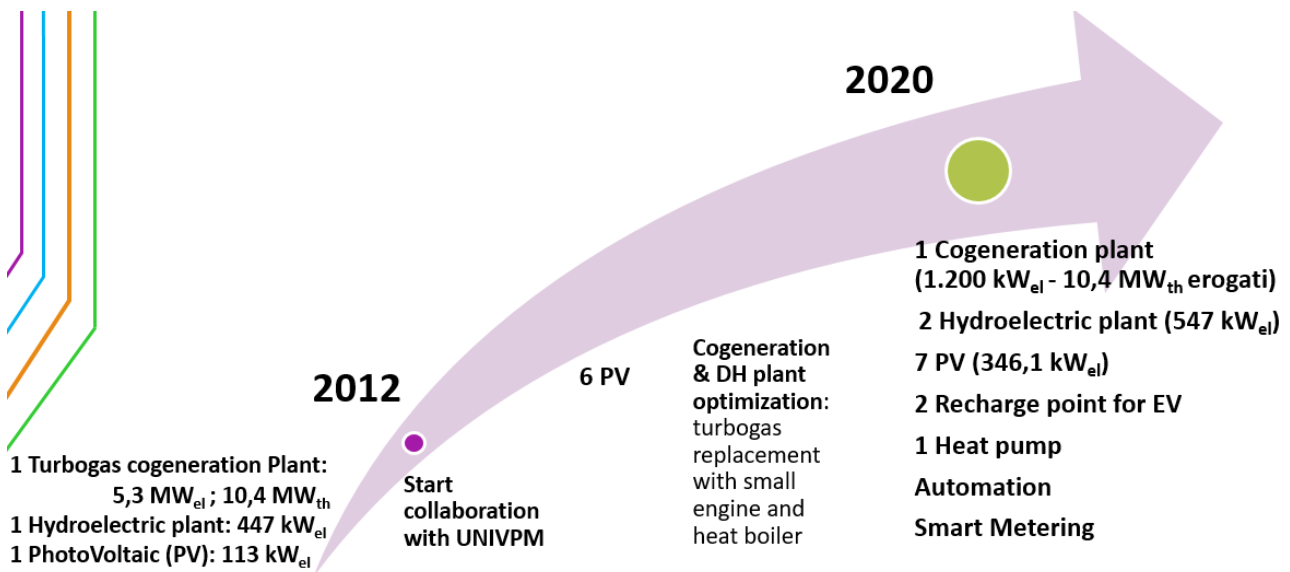 2012
1 Turbogas cogeneration Plant:
5,3 MWel ; 10,4 MWth
1 Hydroelectric plant: 447 kWel
1 PhotoVoltaic (PV): 113 kWel
Start
collaboration
with UNIVPM
6 PV
Cogeneration
& DH plant
optimization:
turbogas
replacement
with small
engine and
heat boiler
2020
1 Cogeneration plant
(1.200 kWel - 10,4 MWth erogati)
2 Hydroelectric plant (547 kWel)
7 PV (346,1 kWel)
2 Recharge point for EV
1 Heat pump
Automation
Smart Metering